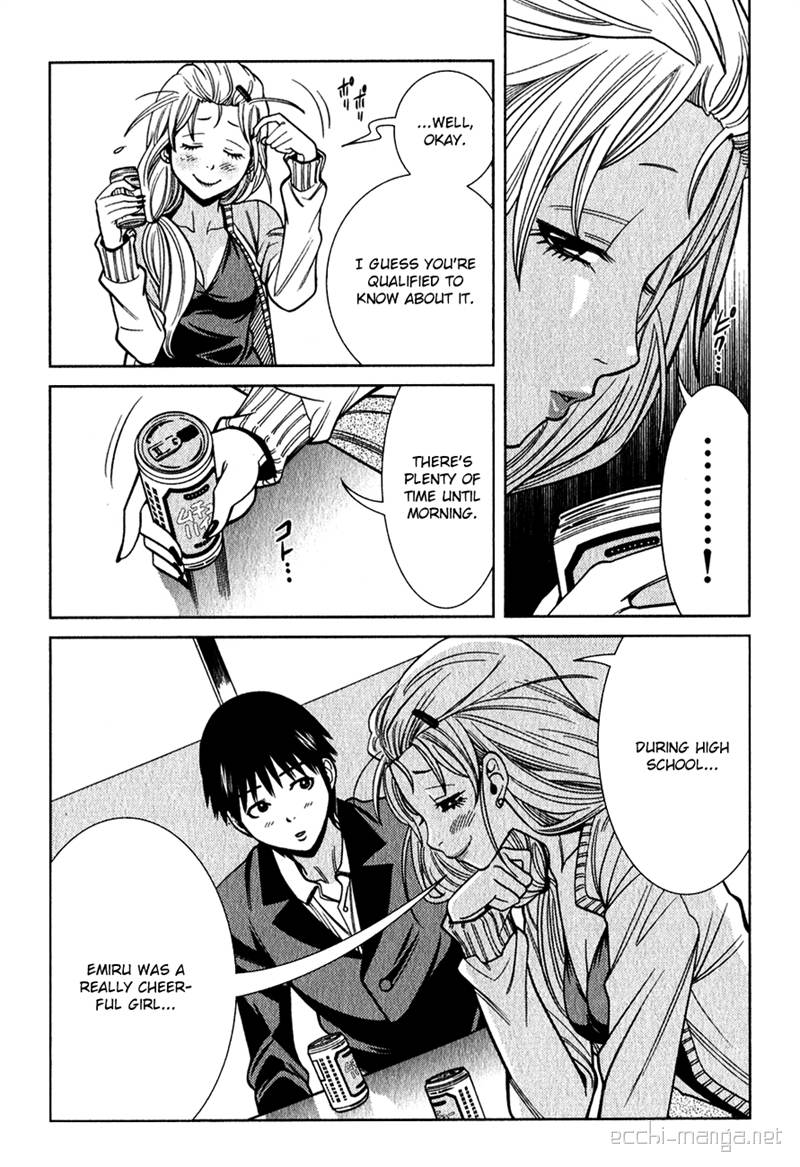 ........!
ピク...
...WELL,
OKAY.
ポリ
ポリ
I GUESS YOU'RE
QUALIFIED TO
KNOW ABOUT IT.
THERE'S
PLENTY OF
TIME UNTIL
MORNING.
コト...
DURING HIGH
SCHOOL...
EMIRU WAS A
REALLY CHEER-
FUL GIRL...
ecchi-manga.net